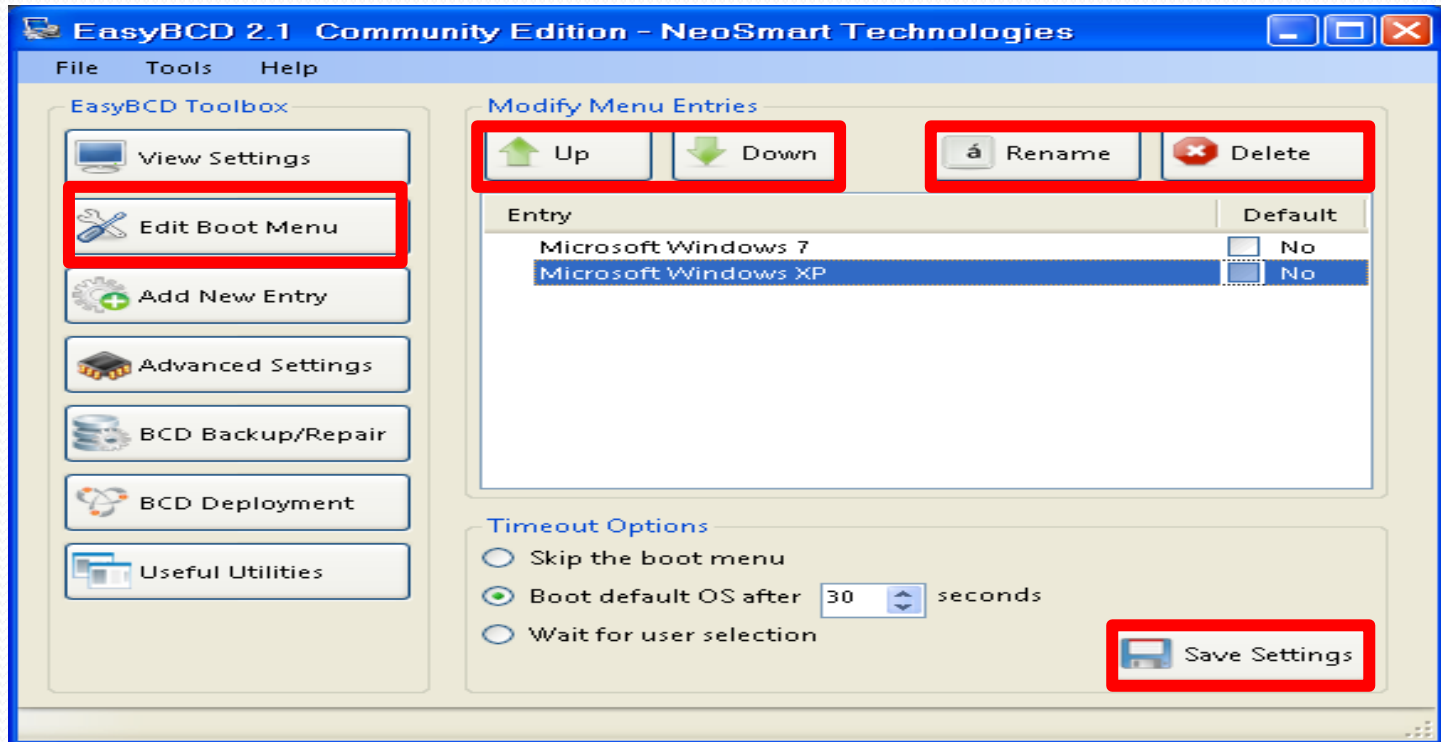 EasyBCD 2.1 Community Edition - NeoSmart Technologies
File Tools Help
EasyBCD Toolbox
View Settings
Edit Boot Menu
Add New Entry
Advanced Settings
BCD Backup/Repair
BCD Deployment
Useful Utilities
Modify Menu Entries
Up Down á Rename Delete
Entry Default
Microsoft Windows 7 No
Microsoft Windows XP No
Timeout Options
Skip the boot menu
Boot default OS after 30 seconds
Wait for user selection
Save Settings